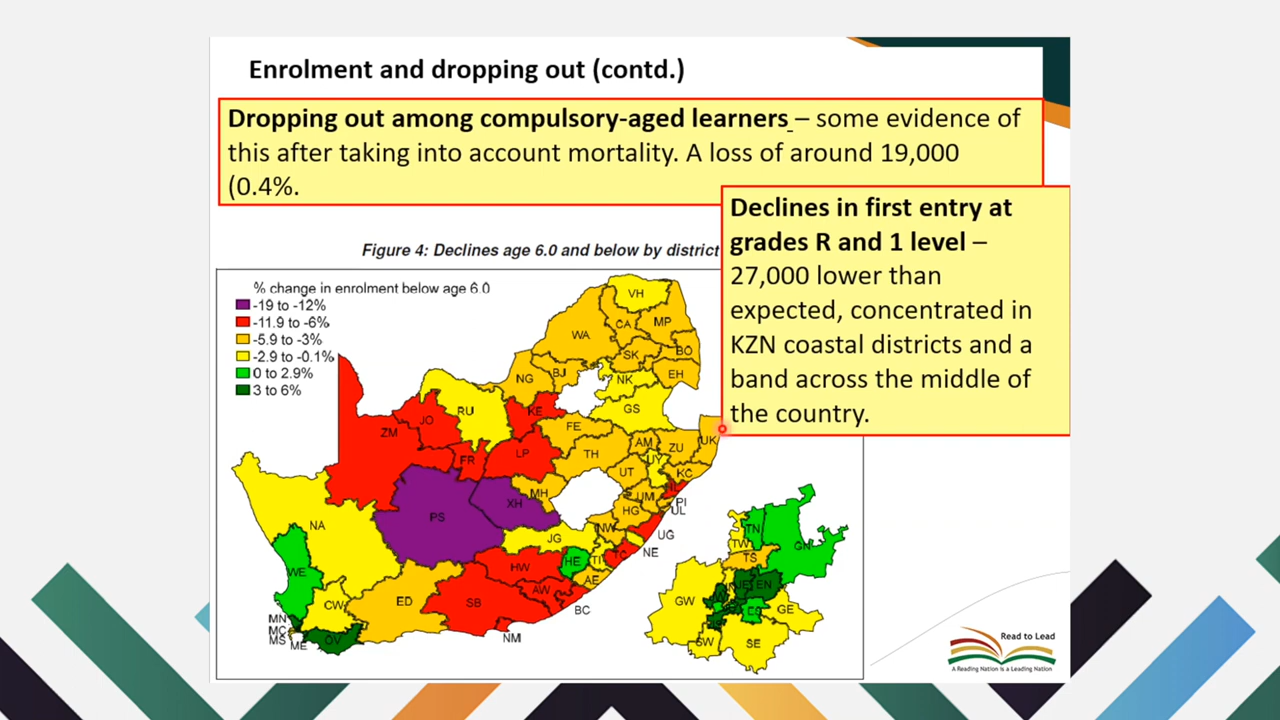 Enrolment and dropping out (contd.)
Dropping out among compulsory-aged learners – some evidence of
this after taking into account mortality. A loss of around 19,000
(0.4%.
Declines in first entry at
grades R and 1 level –
27,000 lower than
expected, concentrated in
KZN coastal districts and a
band across the middle of
the country.
Figure 4: Declines age 6.0 and below by district
% change in enrolment below age 6.0
-19 to -12%
-11.9 to -6%
-5.9 to -3%
-2.9 to -0.1%
0 to 2.9%
3 to 6%
VH
WA
CA
MP
SK
BO
NG
BJ
NK
EH
RU
KE
GS
JO
ZM
FE
AM
ZU
UK
FR
LP
TH
UY
UT
KC
MH
UM
PS
XH
HG
PI
UL
NA
JG
NW
UG
NE
WE
HW
HE
TI
TC
AE
CW
ED
SB
AW
BC
NM
MN
MC
MS
ME
OV
TN
TW
GN
TS
EN
GW
GE
SW
SE
Read to Lead
A Reading Nation is a Leading Nation